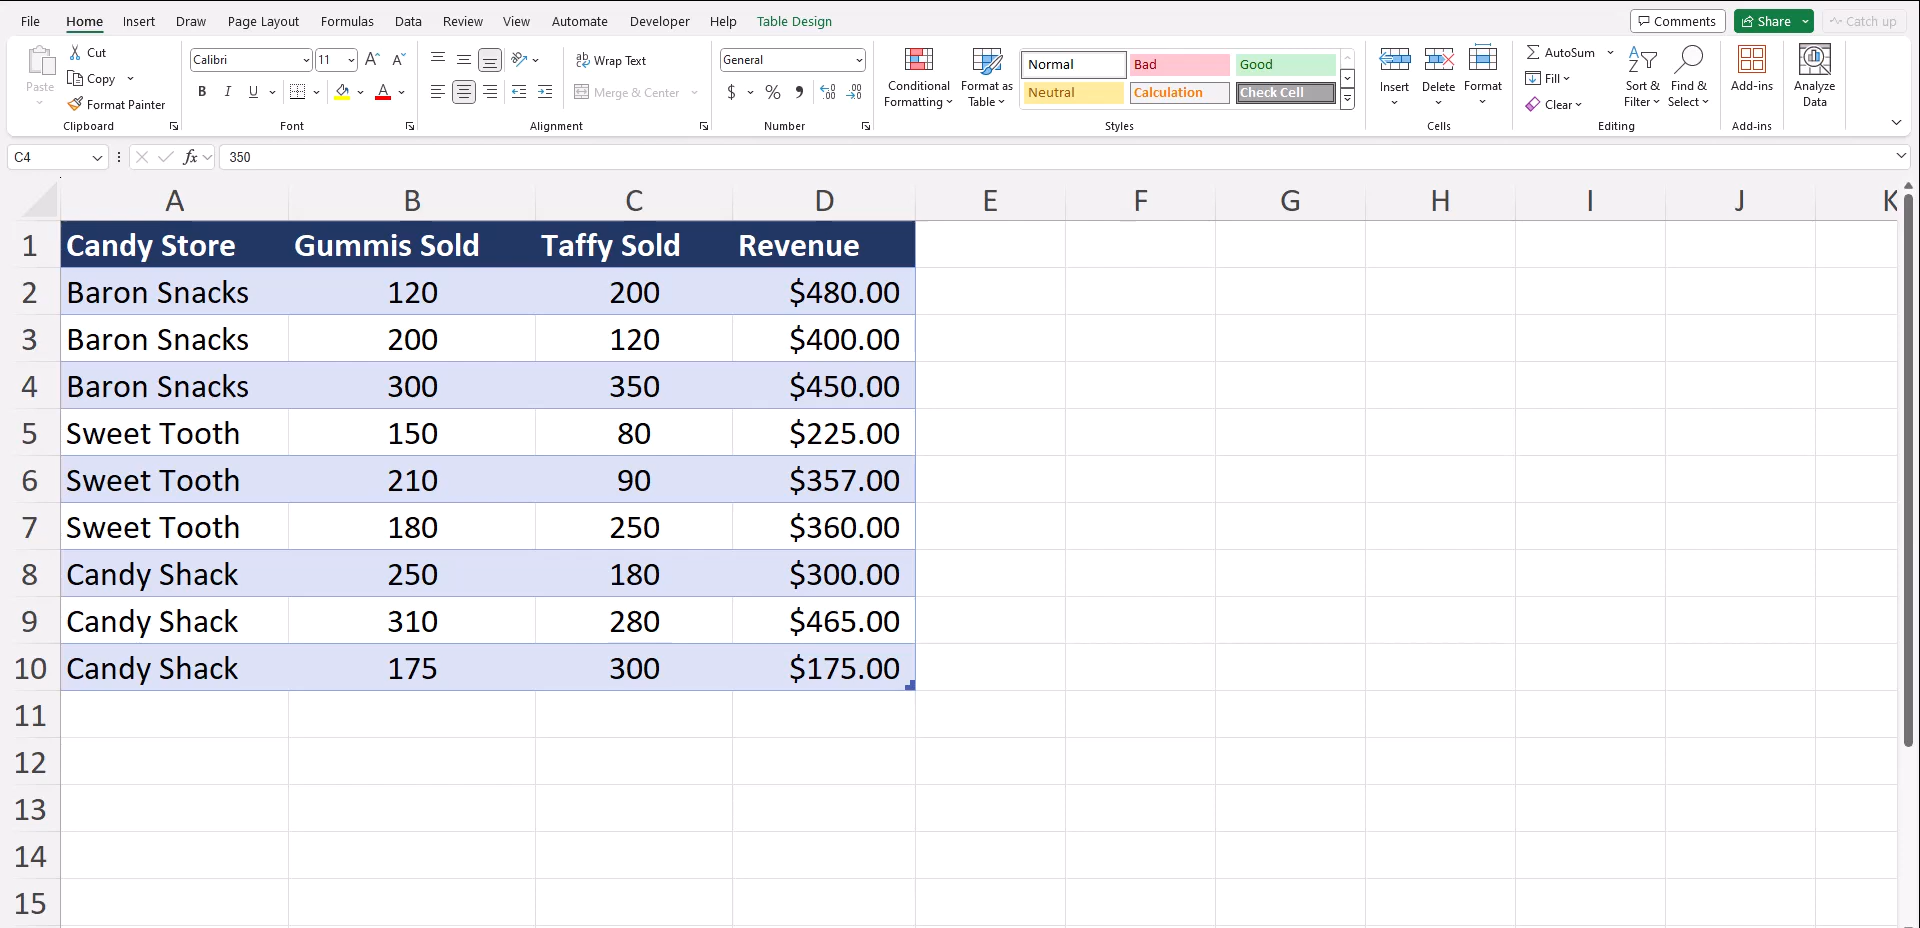 File Home Insert Draw Page Layout Formulas Data Review View Automate Developer Help Table Design Comments Share Catch up
Paste Cut Copy Format Painter Clipboard
Calibri 11 A A B I U A Font
ab Wrap Text Merge & Center Alignment
General $ % 9 .00 .00 Number
Conditional Formatting Format as Table Normal Bad Good Neutral Calculation Check Cell Styles
Insert Delete Format Cells
AutoSum Fill Clear Sort & Filter Find & Select Editing
Add-ins Add-ins
Analyze Data
C4 fx 350
A B C D E F G H I J K
1 Candy Store Gummis Sold Taffy Sold Revenue
2 Baron Snacks 120 200 $480.00
3 Baron Snacks 200 120 $400.00
4 Baron Snacks 300 350 $450.00
5 Sweet Tooth 150 80 $225.00
6 Sweet Tooth 210 90 $357.00
7 Sweet Tooth 180 250 $360.00
8 Candy Shack 250 180 $300.00
9 Candy Shack 310 280 $465.00
10 Candy Shack 175 300 $175.00
11
12
13
14
15